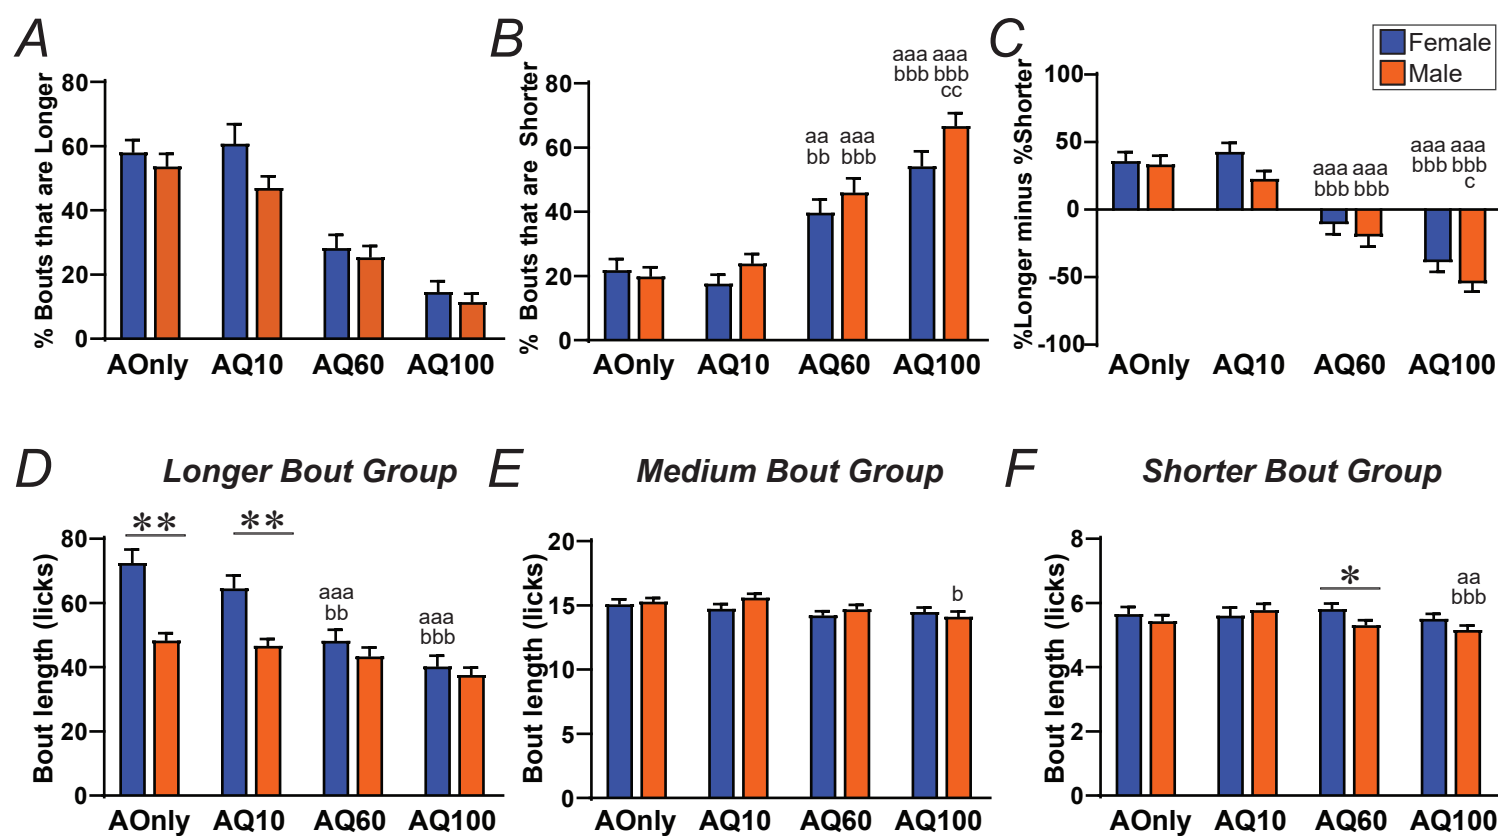 A
% Bouts that are Longer
80
60
40
20
0
AOnly AQ10 AQ60 AQ100
B
% Bouts that are Shorter
80
60
40
20
0
aa aaa
bb bbb
aaa aaa
bbb bbb
cc
AOnly AQ10 AQ60 AQ100
C
%Longer minus %Shorter
100
50
0
-50
-100
Female
Male
aaa aaa
bbb bbb
aaa aaa
bbb bbb
c
AOnly AQ10 AQ60 AQ100
D
Longer Bout Group
Bout length (licks)
80
60
40
20
0
** **
aaa
bb
aaa
bbb
AOnly AQ10 AQ60 AQ100
E
Medium Bout Group
Bout length (licks)
20
15
10
5
0
b
AOnly AQ10 AQ60 AQ100
F
Shorter Bout Group
Bout length (licks)
8
6
4
2
0
*
aa
bbb
AOnly AQ10 AQ60 AQ100